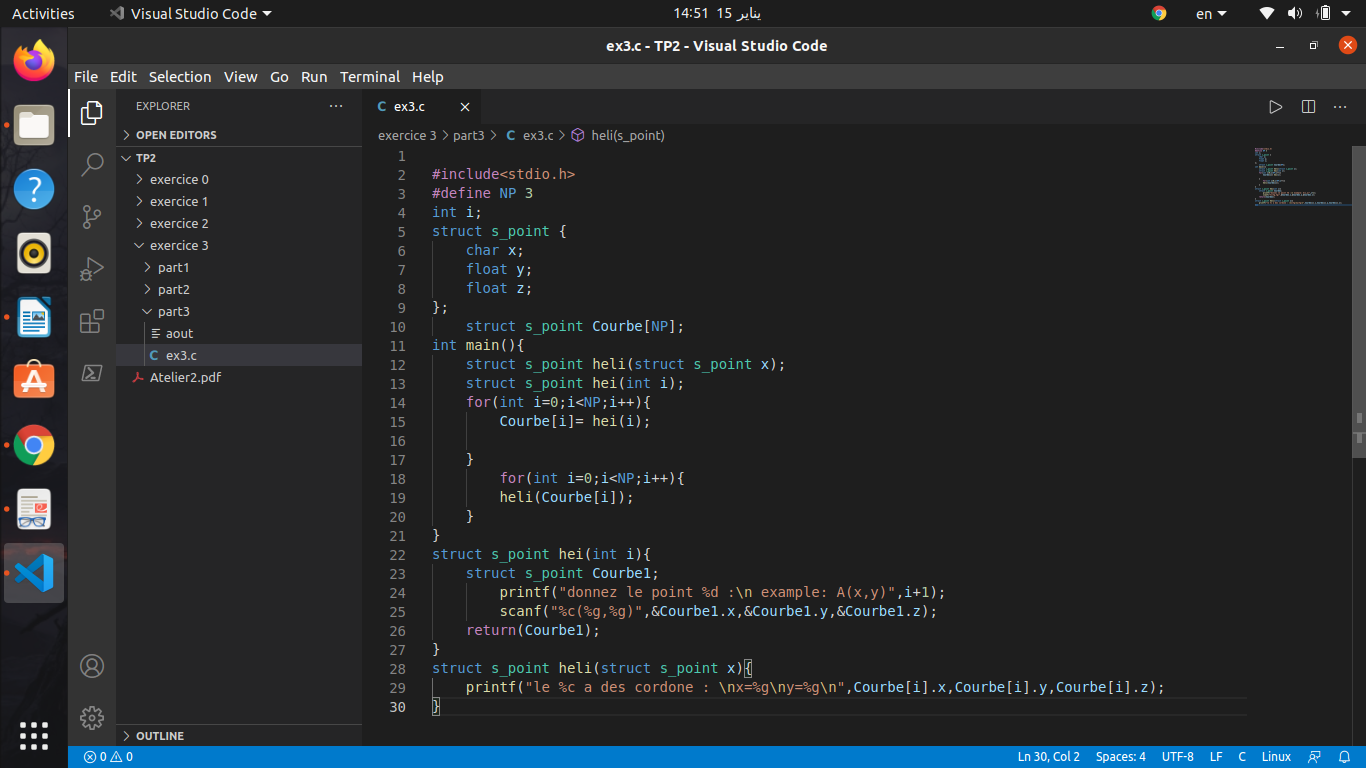 Activities
Visual Studio Code
14:51 15 يناير
en
ex3.c - TP2 - Visual Studio Code
File Edit Selection View Go Run Terminal Help
EXPLORER
OPEN EDITORS
TP2
exercice 0
exercice 1
exercice 2
exercice 3
part1
part2
part3
aout
C ex3.c
Atelier2.pdf
OUTLINE
C ex3.c
exercice 3 > part3 > C ex3.c > heli(s_point)
1
2 #include<stdio.h>
3 #define NP 3
4 int i;
5 struct s_point {
6 char x;
7 float y;
8 float z;
9 };
10 struct s_point Courbe[NP];
11 int main(){
12 struct s_point heli(struct s_point x);
13 struct s_point hei(int i);
14 for(int i=0;i<NP;i++){
15 Courbe[i]= hei(i);
16
17 }
18 for(int i=0;i<NP;i++){
19 heli(Courbe[i]);
20 }
21 }
22 struct s_point hei(int i){
23 struct s_point Courbe1;
24 printf("donnez le point %d :\n example: A(x,y)",i+1);
25 scanf("%c(%g,%g)",&Courbe1.x,&Courbe1.y,&Courbe1.z);
26 return(Courbe1);
27 }
28 struct s_point heli(struct s_point x){
29 printf("le %c a des cordone : \nx=%g\ny=%g\n",Courbe[i].x,Courbe[i].y,Courbe[i].z);
30 }
0 0
Ln 30, Col 2 Spaces: 4 UTF-8 LF C Linux